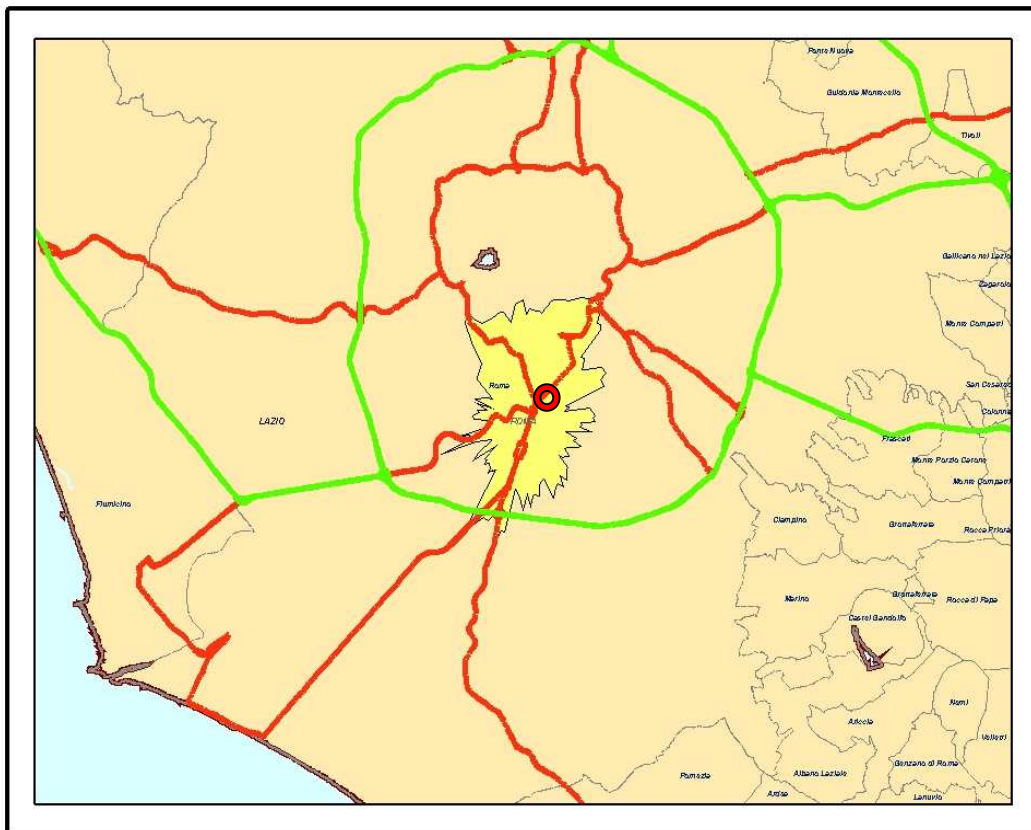 Ponte Nuova
Guidonia Montecelio
Tivoli
Gallicano nel Lazio
Zagarolo
Monte Compatri
San Cesareo
Colonna
Roma
ROMA
LAZIO
Frascati
Monte Porzio Catone
Monte Compatri
Fiumicino
Ciampino
Grottaferrata
Rocca Priora
Marino
Grottaferrata
Rocca di Papa
Castel Gandolfo
Nemi
Ariccia
Velletri
Genzano di Roma
Pomezia
Albano Laziale
Ardea
Lanuvio